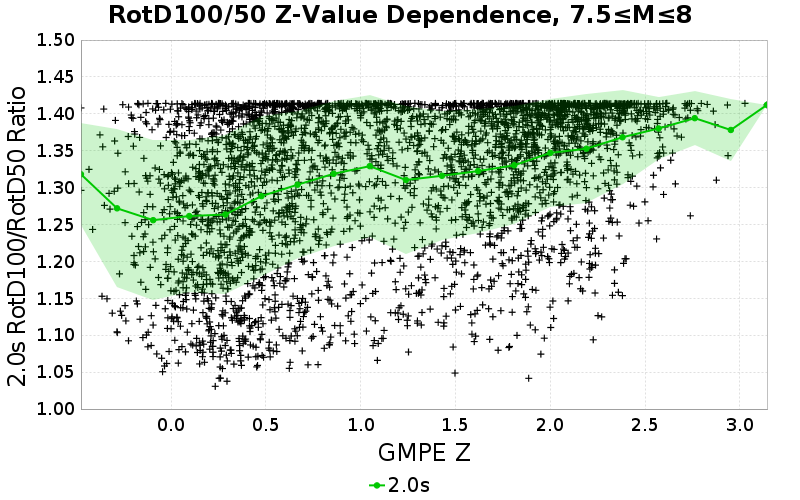 RotD100/50 Z-Value Dependence, 7.5≤M≤8
2.0s RotD100/RotD50 Ratio
1.50
1.45
1.40
1.35
1.30
1.25
1.20
1.15
1.10
1.05
1.00
0.0 0.5 1.0 1.5 2.0 2.5 3.0
GMPE Z
2.0s